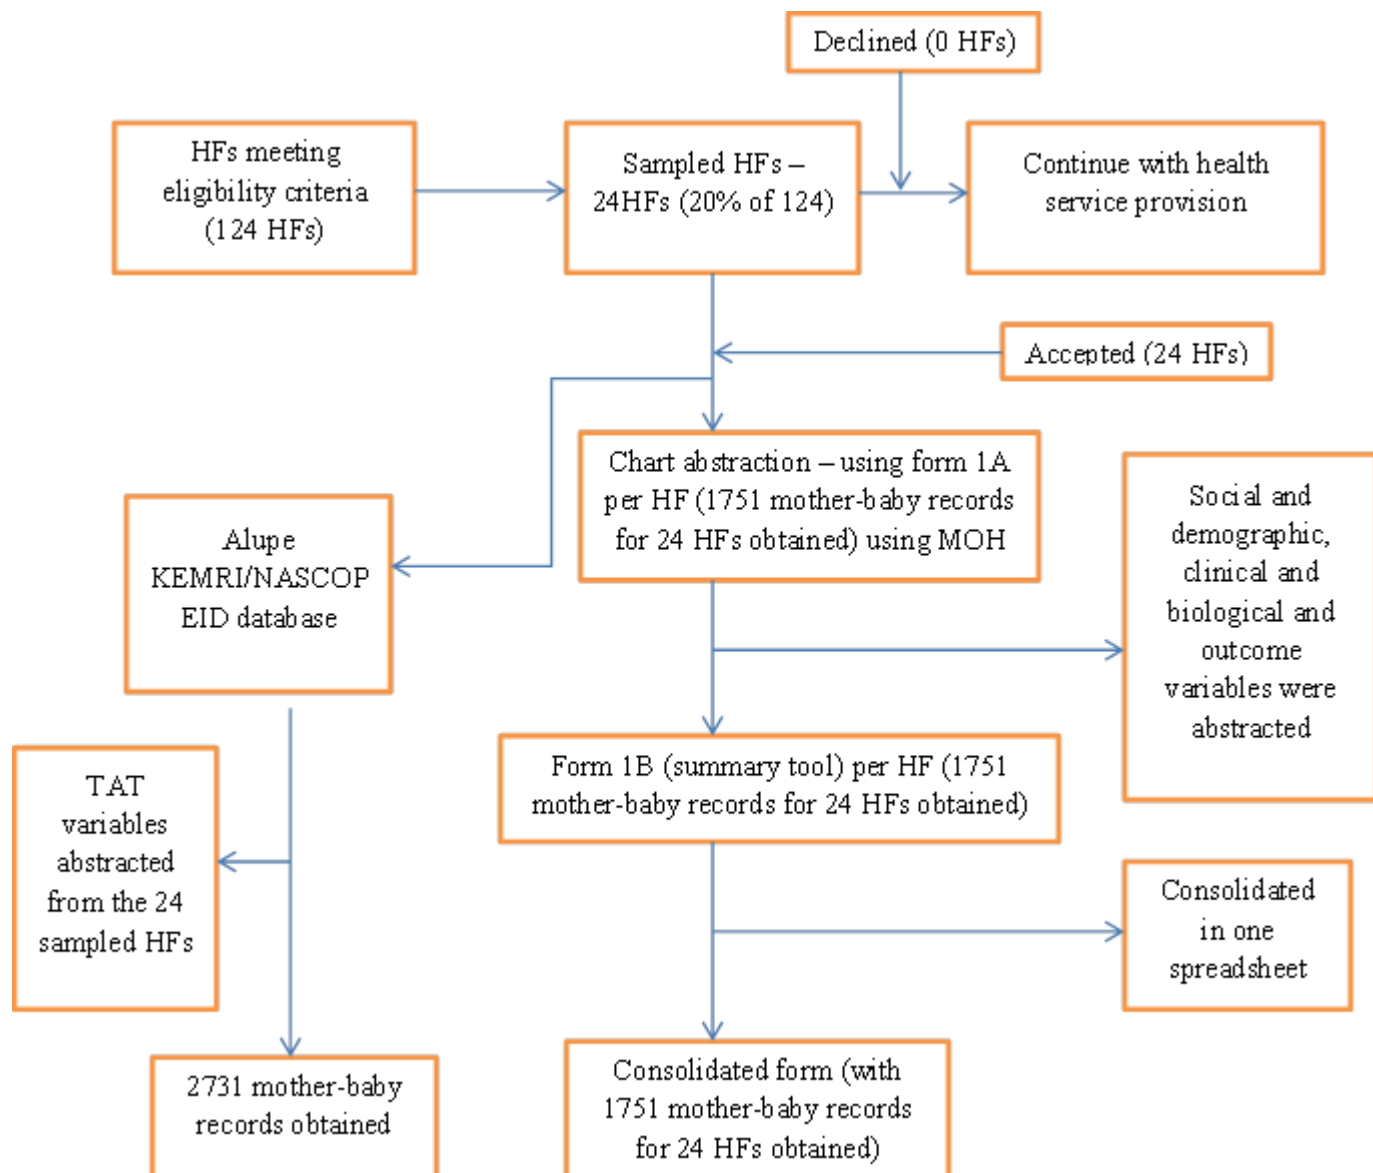 Declined (0 HFs)
HFs meeting
eligibility criteria
(124 HFs)
Sampled HFs –
24HFs (20% of 124)
Continue with health
service provision
Accepted (24 HFs)
Chart abstraction – using form 1A
per HF (1751 mother-baby records
for 24 HFs obtained) using MOH
Social and
demographic,
clinical and
biological and
outcome
variables were
abstracted
Alupe
KEMRI/NASCOP
EID database
Form 1B (summary tool) per HF (1751
mother-baby records for 24 HFs obtained)
TAT
variables
abstracted
from the 24
sampled HFs
Consolidated
in one
spreadsheet
2731 mother-baby
records obtained
Consolidated form (with
1751 mother-baby records
for 24 HFs obtained)